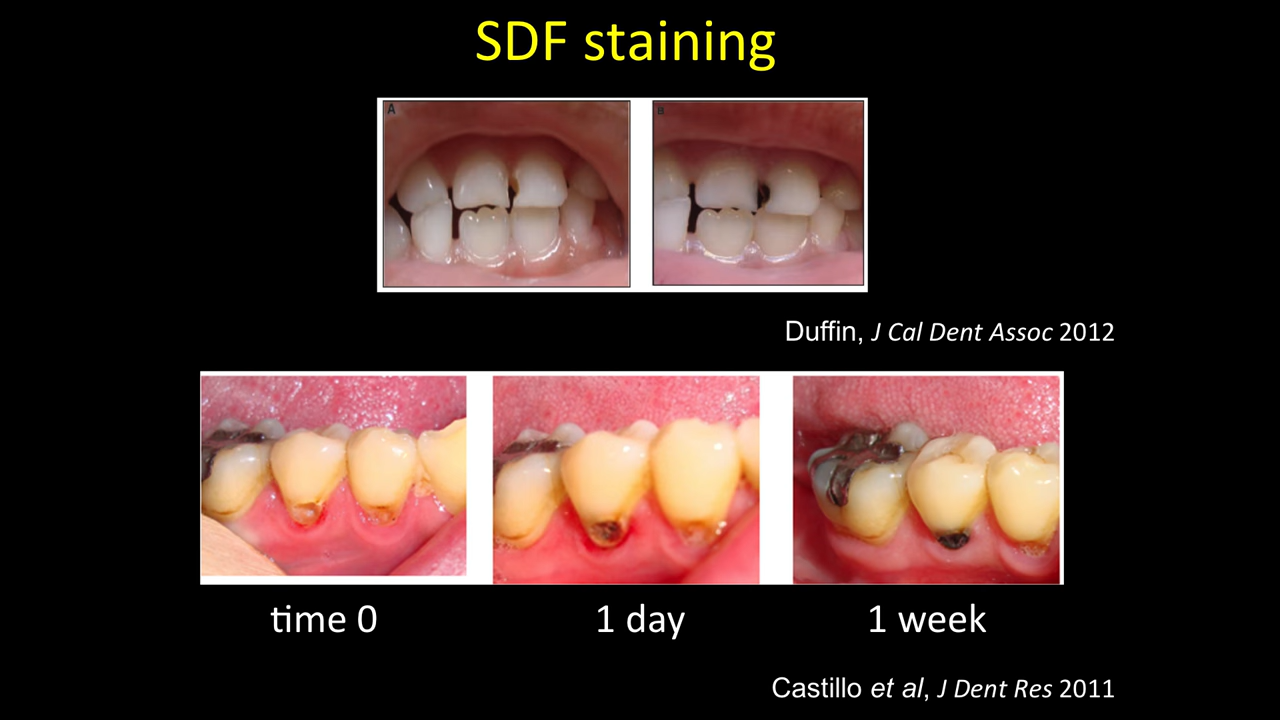 SDF staining
A
B
Duffin, J Cal Dent Assoc 2012
time 0
1 day
1 week
Castillo et al, J Dent Res 2011